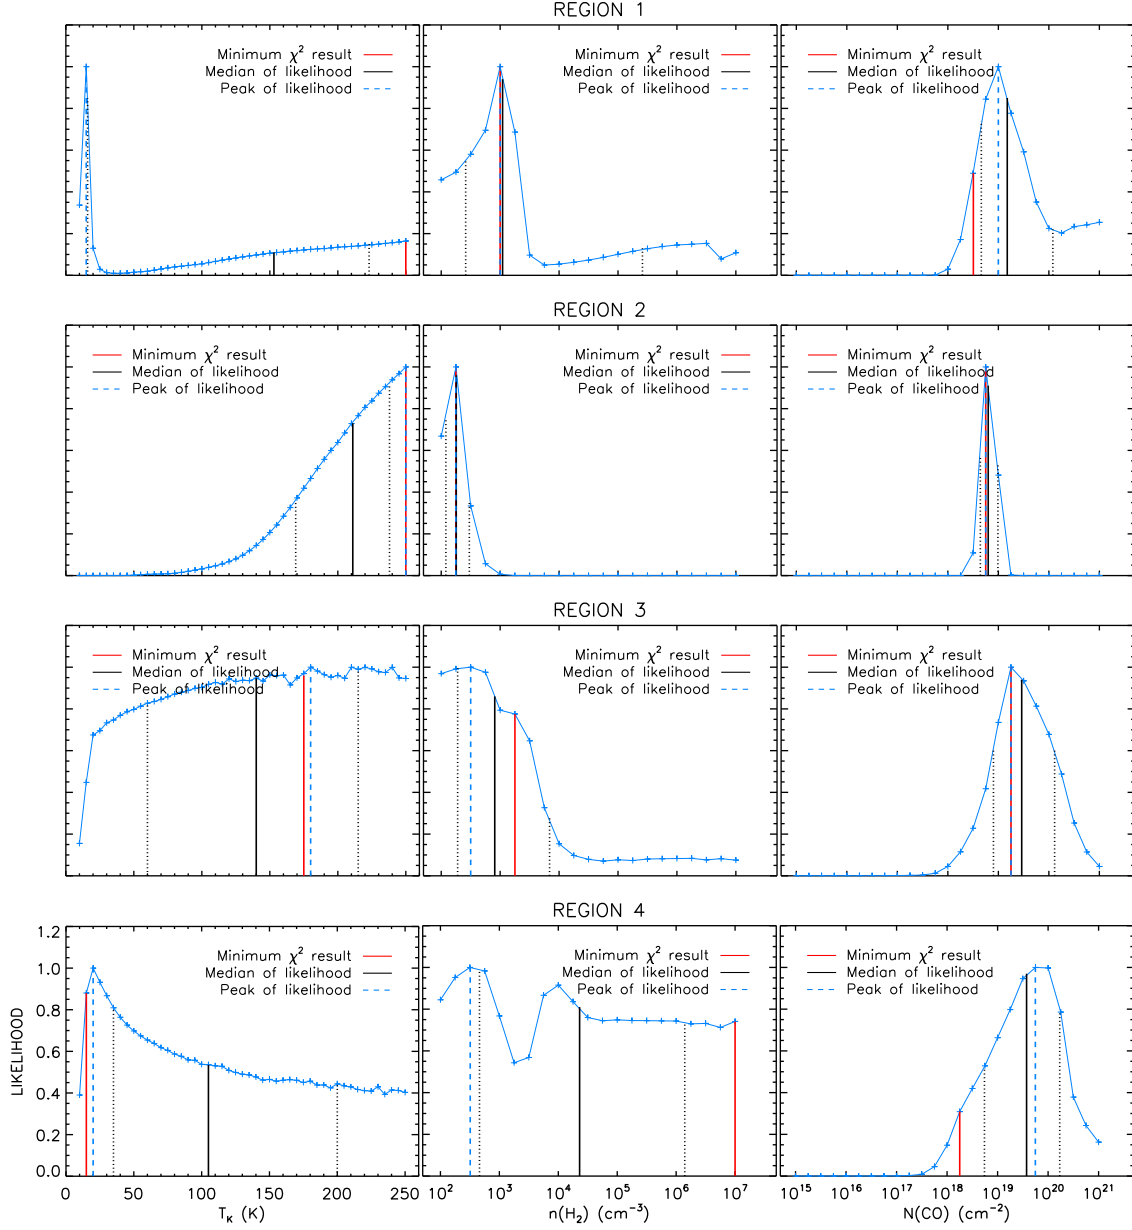 REGION 1
Minimum χ² result
Median of likelihood
Peak of likelihood
Minimum χ² result
Median of likelihood
Peak of likelihood
Minimum χ² result
Median of likelihood
Peak of likelihood
REGION 2
Minimum χ² result
Median of likelihood
Peak of likelihood
Minimum χ² result
Median of likelihood
Peak of likelihood
Minimum χ² result
Median of likelihood
Peak of likelihood
REGION 3
Minimum χ² result
Median of likelihood
Peak of likelihood
Minimum χ² result
Median of likelihood
Peak of likelihood
Minimum χ² result
Median of likelihood
Peak of likelihood
REGION 4
Minimum χ² result
Median of likelihood
Peak of likelihood
Minimum χ² result
Median of likelihood
Peak of likelihood
Minimum χ² result
Median of likelihood
Peak of likelihood
LIKELIHOOD
1.2
1.0
0.8
0.6
0.4
0.2
0.0
0 50 100 150 200 250
10² 10³ 10⁴ 10⁵ 10⁶ 10⁷
10¹⁵ 10¹⁶ 10¹⁷ 10¹⁸ 10¹⁹ 10²⁰ 10²¹
T_K (K)
n(H₂) (cm⁻³)
N(CO) (cm⁻²)